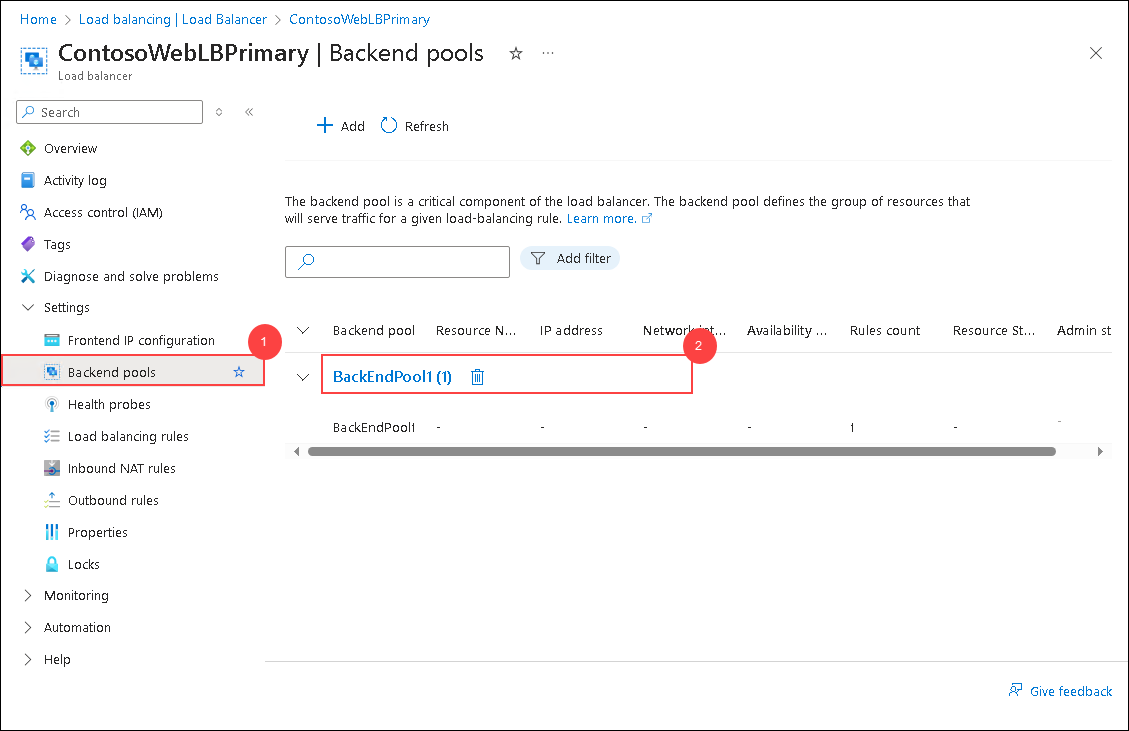 Home > Load balancing | Load Balancer > ContosoWebLBPrimary
ContosoWebLBPrimary | Backend pools
Load balancer
Search
Add Refresh
Overview
Activity log
Access control (IAM)
Tags
Diagnose and solve problems
Settings
Frontend IP configuration
1
Backend pools
Health probes
Load balancing rules
Inbound NAT rules
Outbound rules
Properties
Locks
Monitoring
Automation
Help
The backend pool is a critical component of the load balancer. The backend pool defines the group of resources that
will serve traffic for a given load-balancing rule. Learn more.
Add filter
Backend pool Resource N... IP address Network int... Availability ... Rules count Resource St... Admin st
2
BackEndPool1 (1)
BackEndPool1 - - - - 1 - -
Give feedback